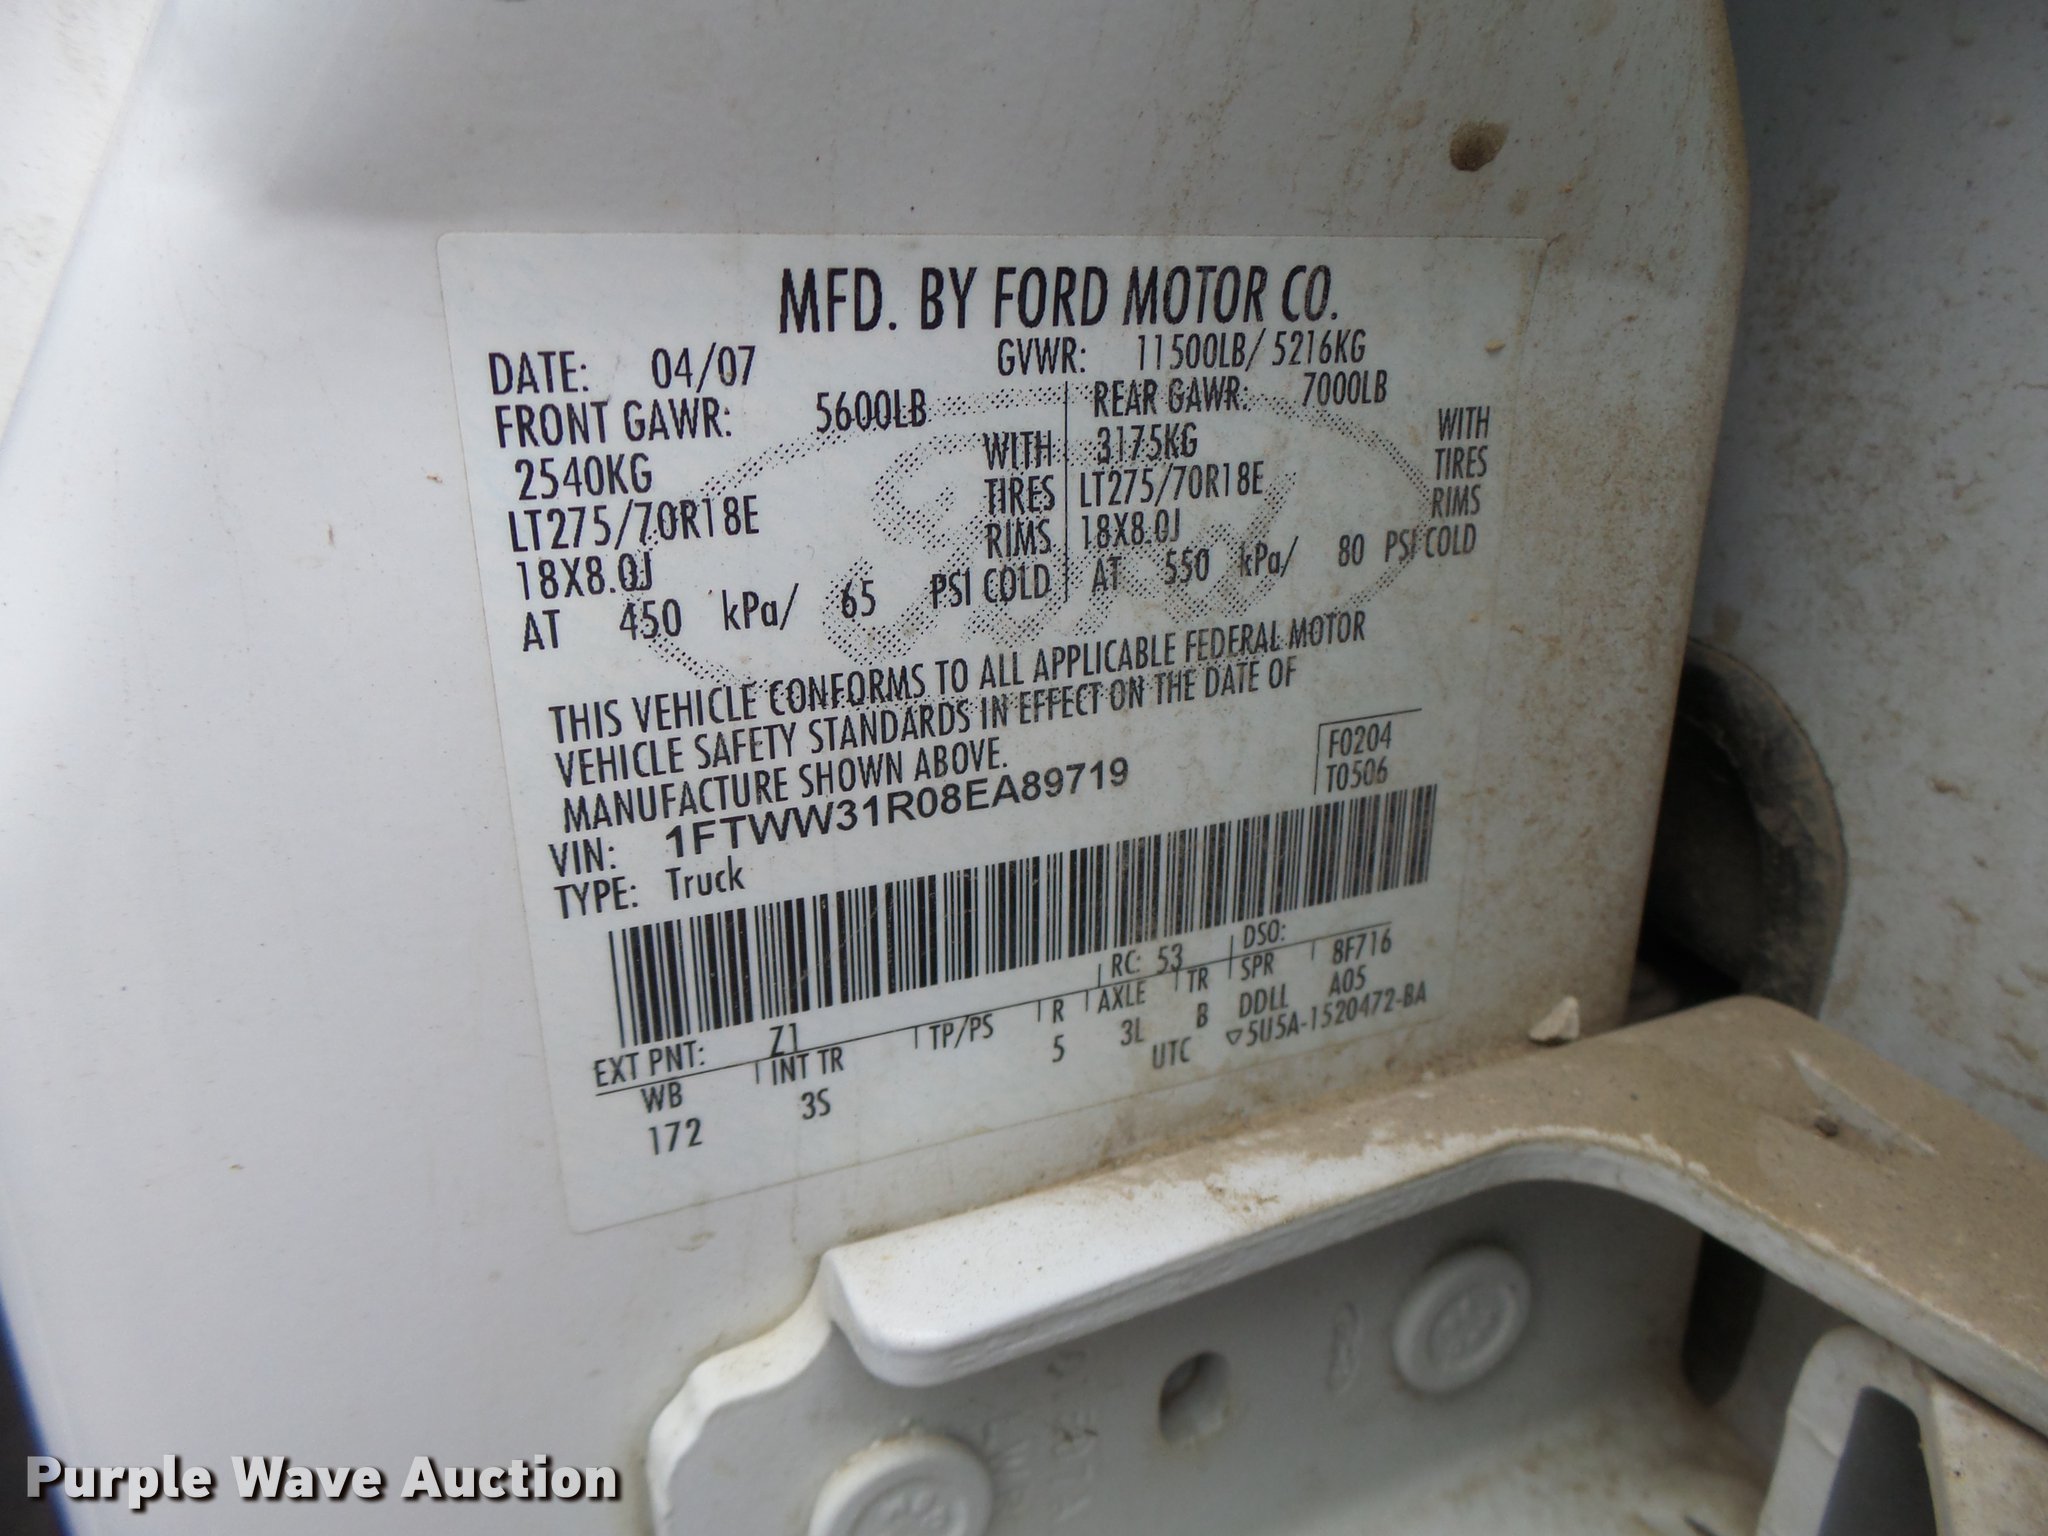 MFD. BY FORD MOTOR CO.
DATE: 04/07 GVWR: 11500LB/ 5216KG
FRONT GAWR: 5600LB REAR GAWR: 7000LB
2540KG WITH 3175KG WITH
LT275/70R18E TIRES LT275/70R18E TIRES
18X8.0J RIMS 18X8.0J RIMS
AT 450 kPa/ 65 PSI COLD AT 550 kPa/ 80 PSI COLD
THIS VEHICLE CONFORMS TO ALL APPLICABLE FEDERAL MOTOR
VEHICLE SAFETY STANDARDS IN EFFECT ON THE DATE OF
MANUFACTURE SHOWN ABOVE.
F0204
T0506
VIN: 1FTWW31R08EA89719
TYPE: Truck
EXT PNT: Z1 RC: 53 DSO:
WB INT TR TP/PS R AXLE TR SPR 8F716
172 3S 5 3L B DDLL A05
UTC ▽5U5A-1520472-BA
Ford
Purple Wave Auction